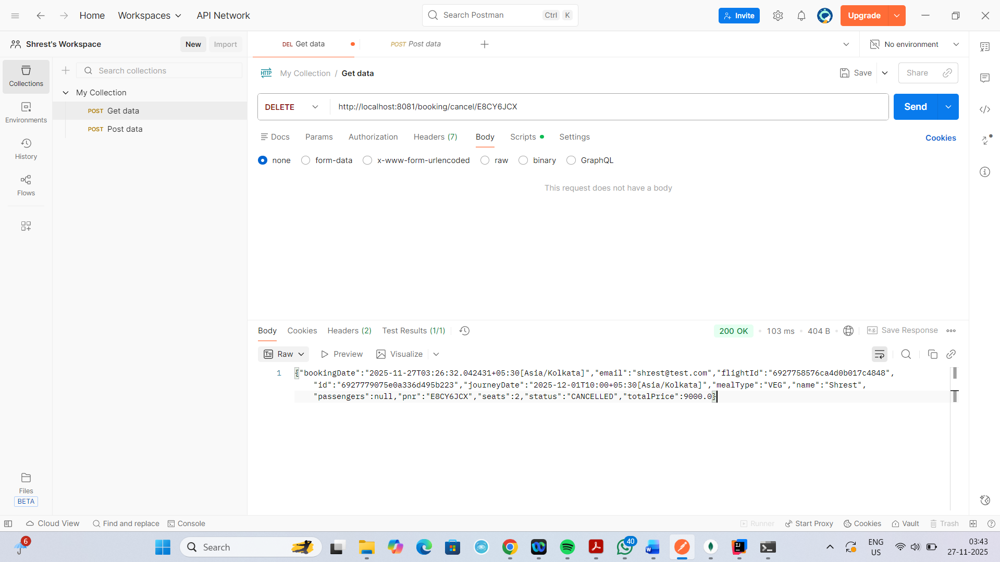 Home
Workspaces
API Network
Search Postman
Ctrl
K
Invite
Upgrade
Shrest's Workspace
New
Import
DEL Get data
POST Post data
No environment
Collections
Environments
History
Flows
Files
BETA
Search collections
My Collection
POST Get data
POST Post data
HTTP
My Collection / Get data
Save
Share
DELETE
http://localhost:8081/booking/cancel/E8CY6JCX
Send
Docs
Params
Authorization
Headers (7)
Body
Scripts
Settings
Cookies
none
form-data
x-www-form-urlencoded
raw
binary
GraphQL
This request does not have a body
Body
Cookies
Headers (2)
Test Results (1/1)
200 OK
103 ms
404 B
e.g.
Save Response
Raw
Preview
Visualize
1
{"bookingDate":"2025-11-27T03:26:32.042431+05:30[Asia/Kolkata]","email":"shrest@test.com","flightId":"6927758576ca4d0b017c4848",
"id":"6927779075e0a336d495b223","journeyDate":"2025-12-01T10:00+05:30[Asia/Kolkata]","mealType":"VEG","name":"Shrest",
"passengers":null,"pnr":"E8CY6JCX","seats":2,"status":"CANCELLED","totalPrice":9000.0}
Cloud View
Find and replace
Console
Runner
Start Proxy
Cookies
Vault
Trash
6
Search
40
ENG
US
03:43
27-11-2025